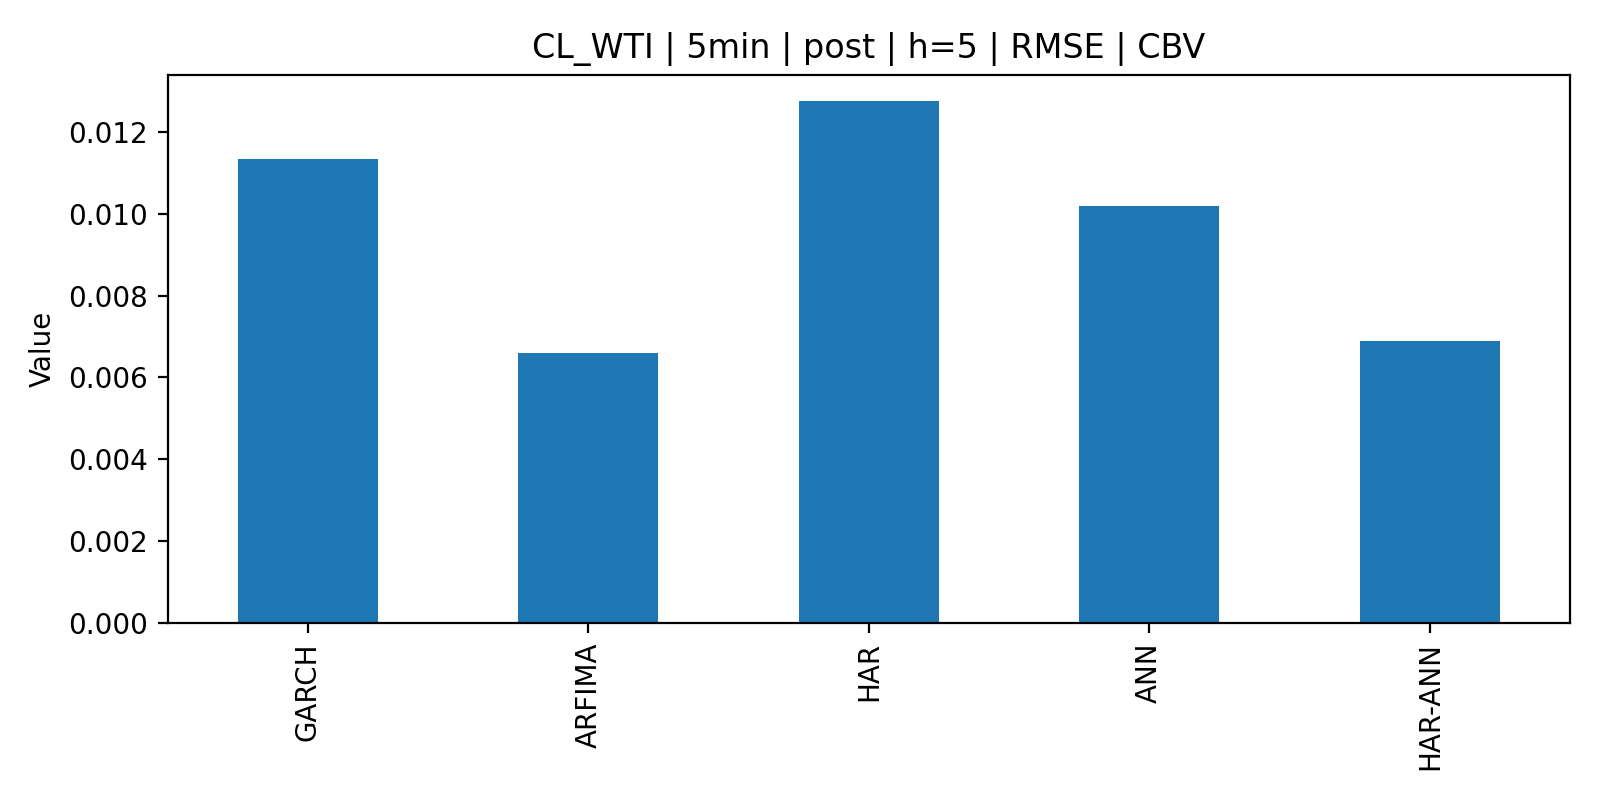 CL_WTI | 5min | post | h=5 | RMSE | CBV
Value
0.012
0.010
0.008
0.006
0.004
0.002
0.000
GARCH
ARFIMA
HAR
ANN
HAR-ANN